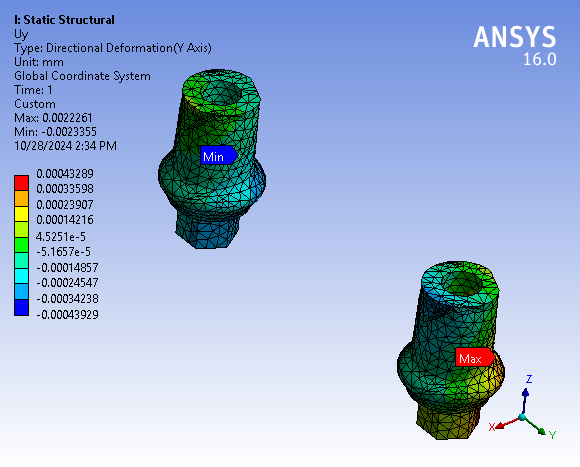 I: Static Structural
Uy
Type: Directional Deformation(Y Axis)
Unit: mm
Global Coordinate System
Time: 1
Custom
Max: 0.0022261
Min: -0.0023355
10/28/2024 2:34 PM
ANSYS
16.0
0.00043289
0.00033598
0.00023907
0.00014216
4.5251e-5
-5.1657e-5
-0.00014857
-0.00024547
-0.00034238
-0.00043929
Min
Max
Z
X
Y